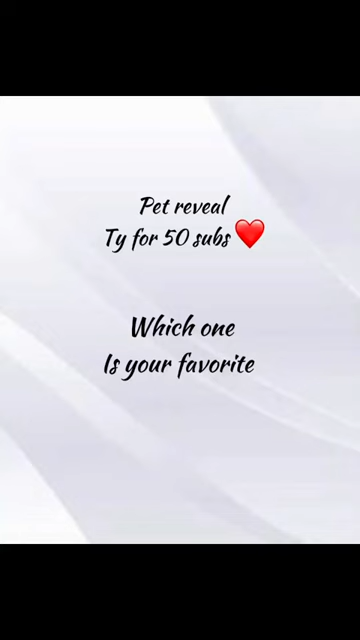 Pet reveal
Ty for 50 subs ❤️
Which one
Is your favorite